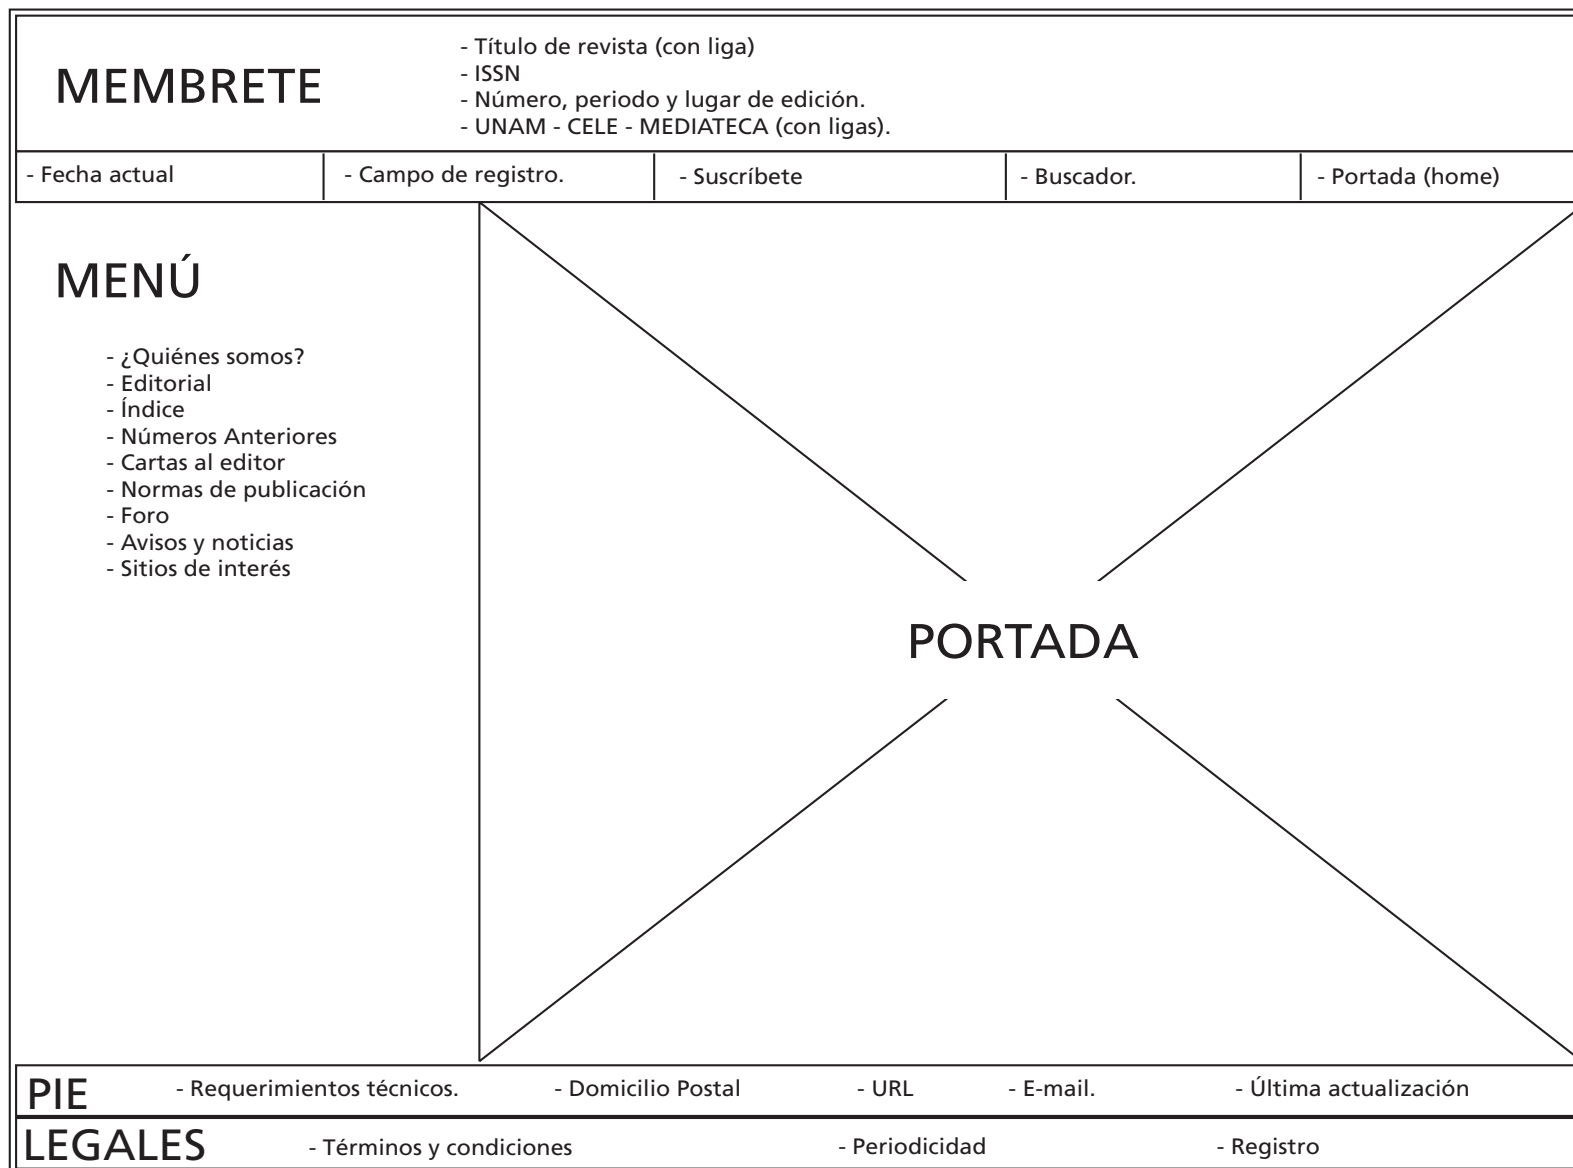 MEMBRETE
- Título de revista (con liga)
- ISSN
- Número, periodo y lugar de edición.
- UNAM - CELE - MEDIATECA (con ligas).
- Fecha actual
- Campo de registro.
- Suscríbete
- Buscador.
- Portada (home)
MENÚ
- ¿Quiénes somos?
- Editorial
- Índice
- Números Anteriores
- Cartas al editor
- Normas de publicación
- Foro
- Avisos y noticias
- Sitios de interés
PORTADA
PIE
- Requerimientos técnicos.
- Domicilio Postal
- URL
- E-mail.
- Última actualización
LEGALES
- Términos y condiciones
- Periodicidad
- Registro